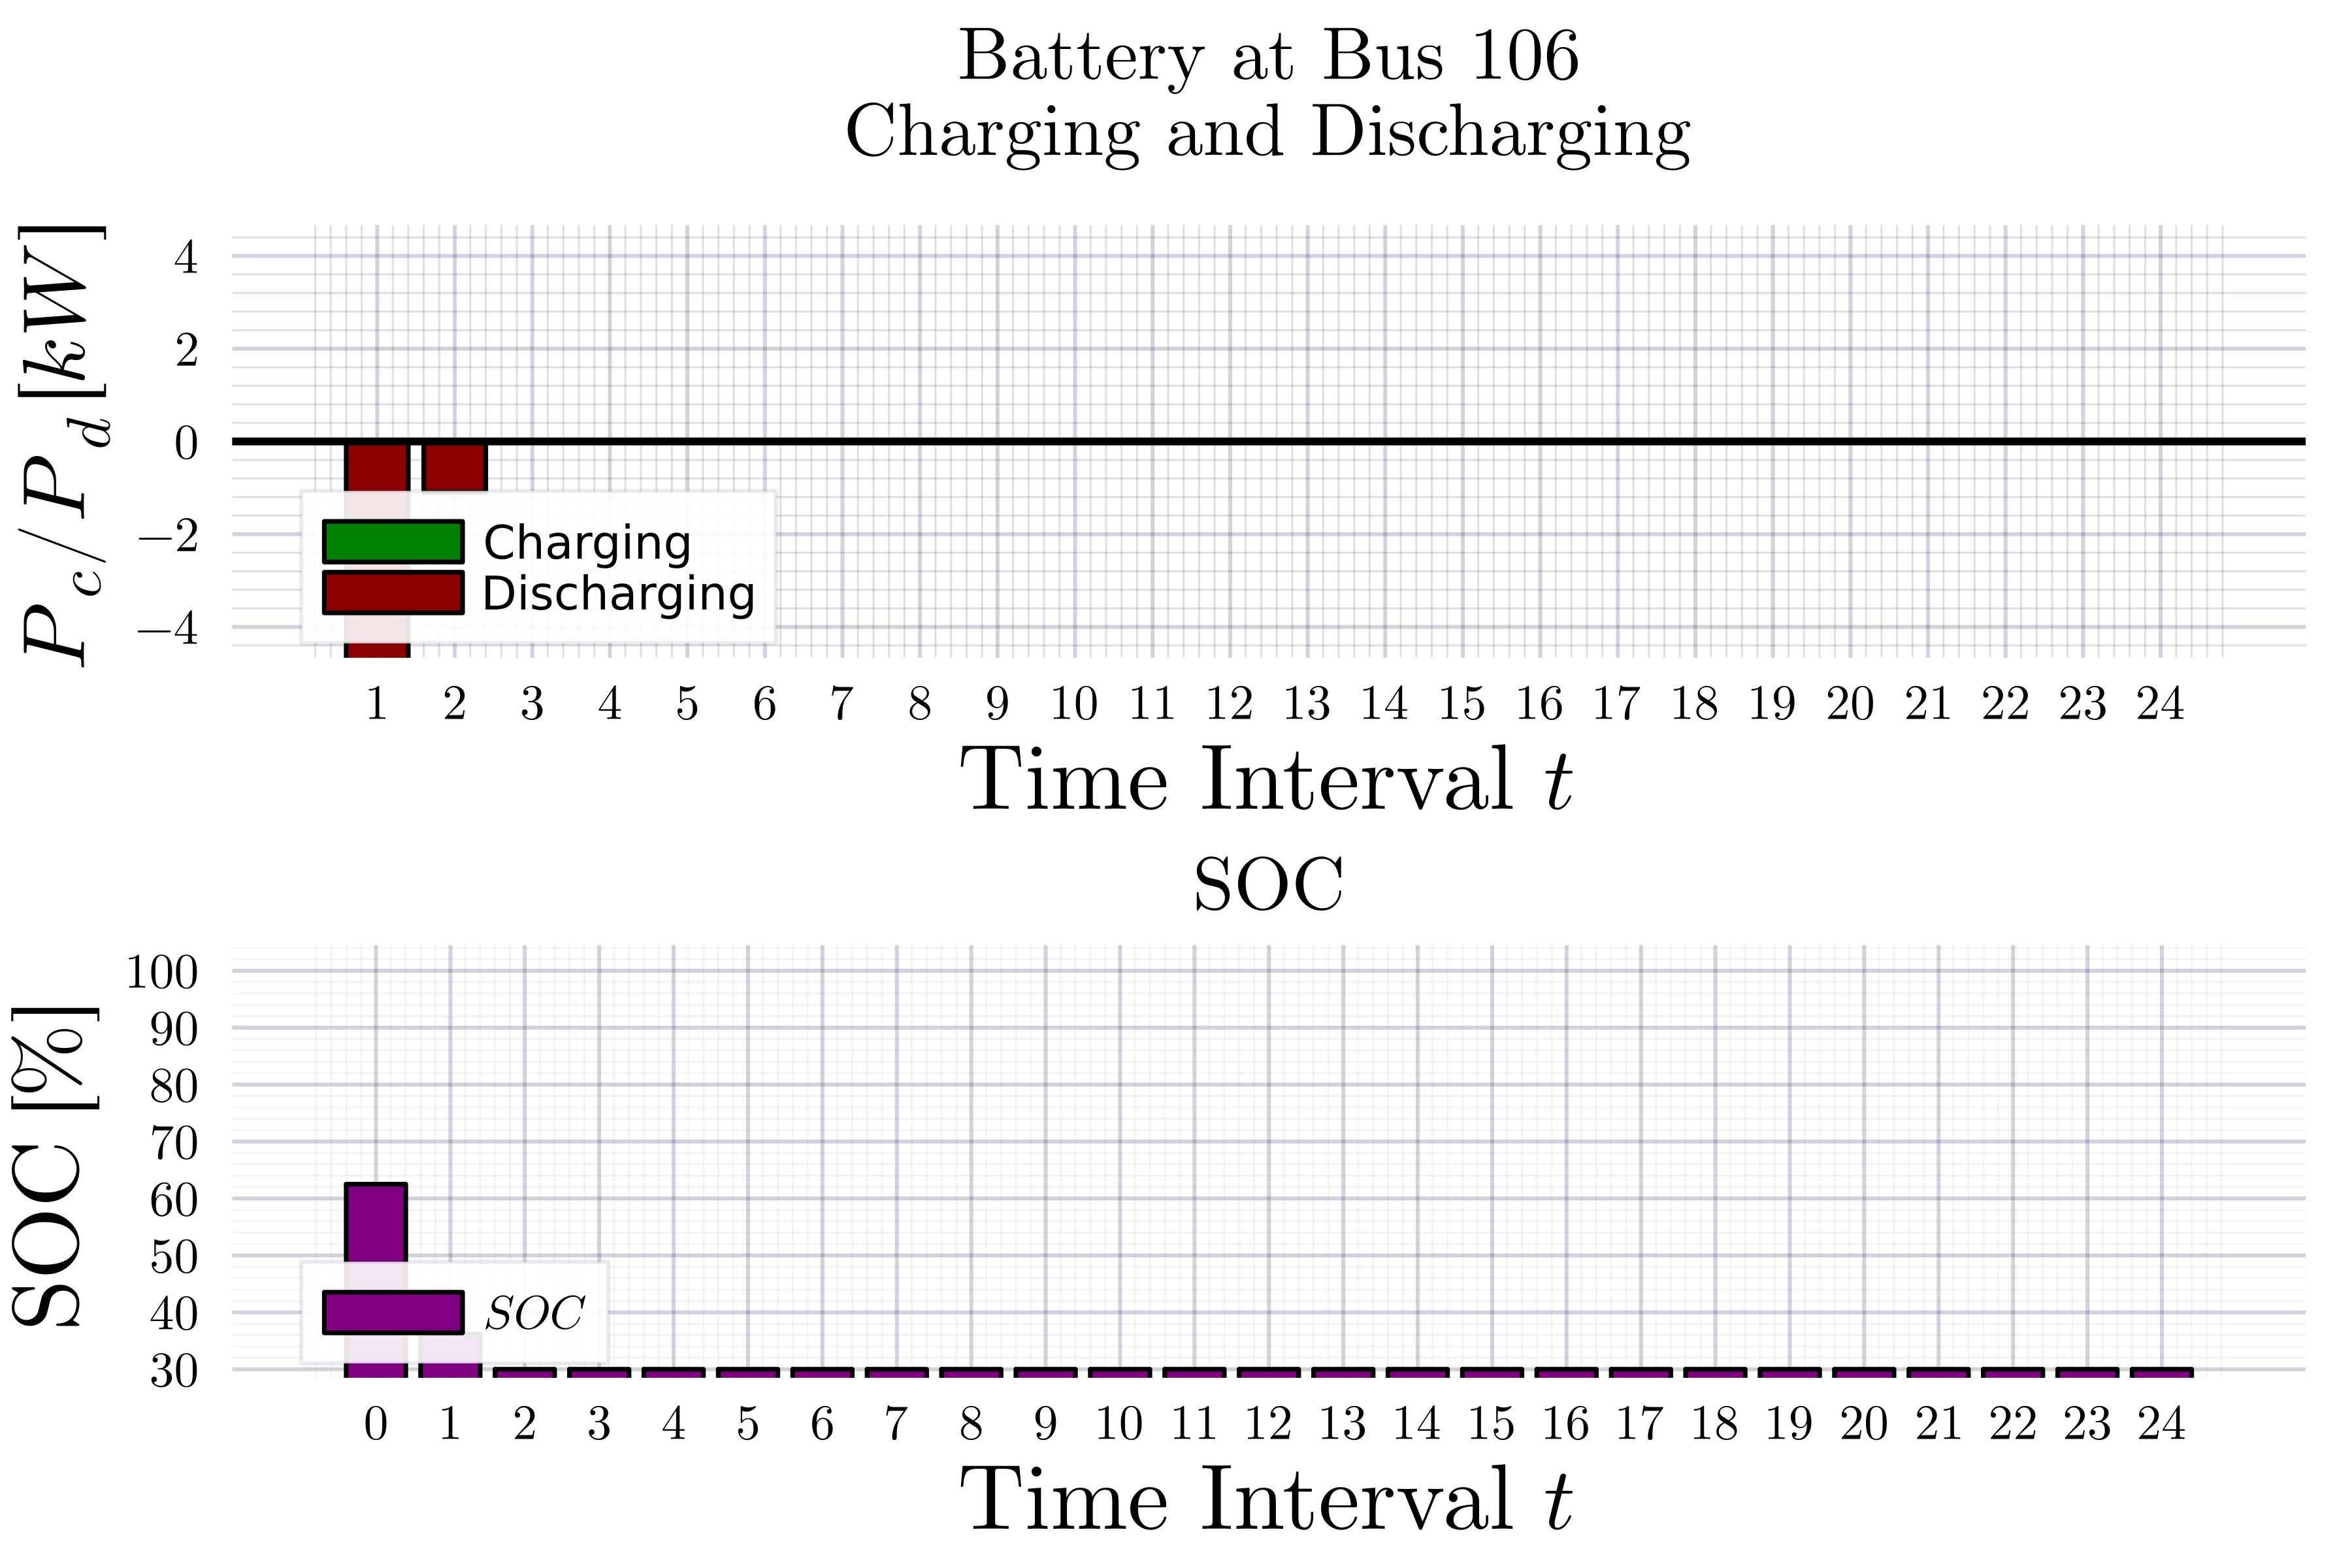 Battery at Bus 106
Charging and Discharging
P_c/P_d [kW]
4
2
0
−2
−4
Charging
Discharging
1 2 3 4 5 6 7 8 9 10 11 12 13 14 15 16 17 18 19 20 21 22 23 24
Time Interval t
SOC
SOC [%]
100
90
80
70
60
50
40
30
SOC
0 1 2 3 4 5 6 7 8 9 10 11 12 13 14 15 16 17 18 19 20 21 22 23 24
Time Interval t